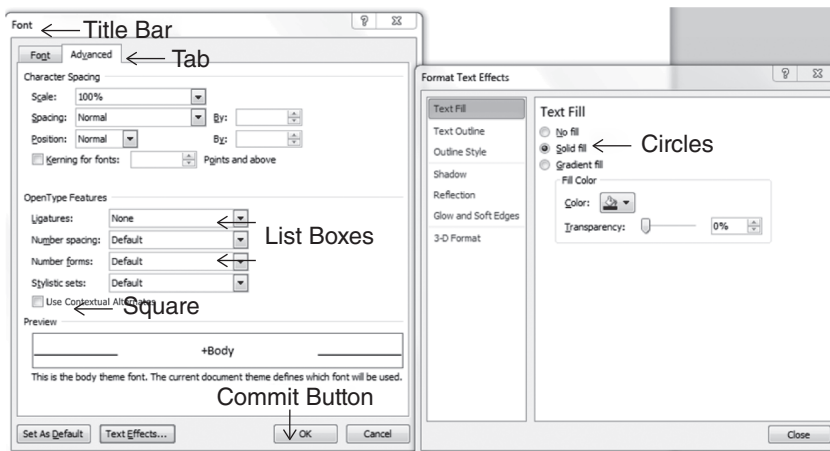 Font
Title Bar
Font Advanced
Tab
Character Spacing
Scale: 100%
Spacing: Normal By:
Position: Normal By:
Kerning for fonts: Points and above
OpenType Features
Ligatures: None
Number spacing: Default
List Boxes
Number forms: Default
Stylistic sets: Default
Use Contextual Alternates
Square
Preview
+Body
This is the body theme font. The current document theme defines which font will be used.
Commit Button
Set As Default Text Effects... OK Cancel
Format Text Effects
Text Fill
Text Outline
Outline Style
Shadow
Reflection
Glow and Soft Edges
3-D Format
Text Fill
No fill
Solid fill
Circles
Gradient fill
Fill Color
Color:
Transparency: 0%
Close